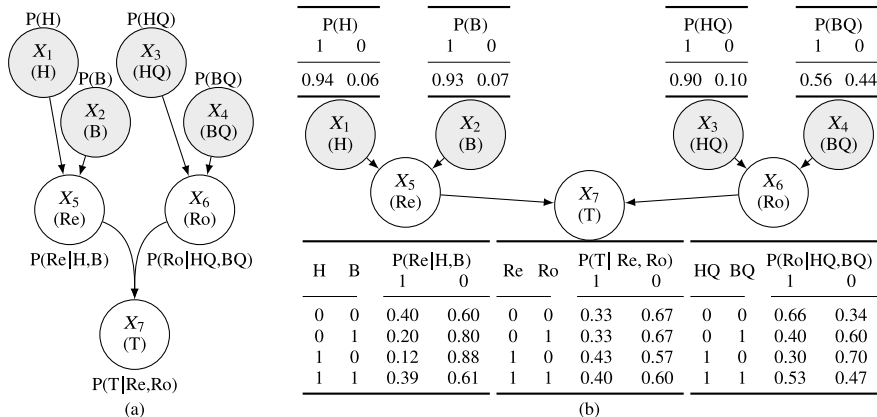 P(H)
P(HQ)
X1
(H)
X3
(HQ)
P(B)
P(BQ)
X2
(B)
X4
(BQ)
X5
(Re)
X6
(Ro)
P(Re|H,B)
P(Ro|HQ,BQ)
X7
(T)
P(T|Re,Ro)
(a)
P(H)
1 0
0.94 0.06
P(B)
1 0
0.93 0.07
P(HQ)
1 0
0.90 0.10
P(BQ)
1 0
0.56 0.44
X1
(H)
X2
(B)
X3
(HQ)
X4
(BQ)
X5
(Re)
X7
(T)
X6
(Ro)
H B P(Re|H,B)
1 0
0 0 0.40 0.60
0 1 0.20 0.80
1 0 0.12 0.88
1 1 0.39 0.61
Re Ro P(T| Re, Ro)
1 0
0 0 0.33 0.67
0 1 0.33 0.67
1 0 0.43 0.57
1 1 0.40 0.60
HQ BQ P(Ro|HQ,BQ)
1 0
0 0 0.66 0.34
0 1 0.40 0.60
1 0 0.30 0.70
1 1 0.53 0.47
(b)